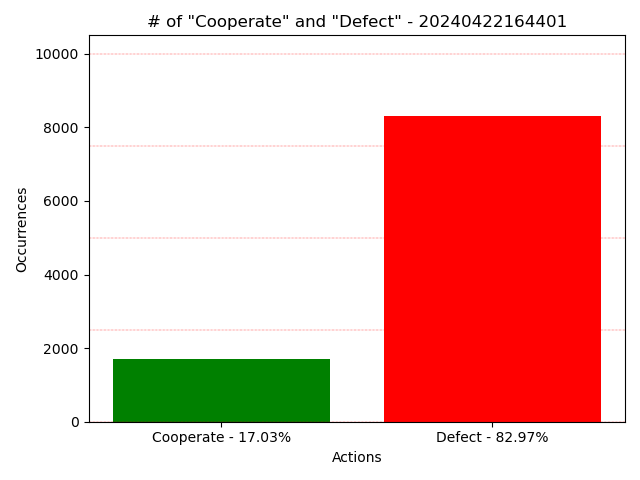 # of "Cooperate" and "Defect" - 20240422164401
10000
8000
6000
4000
2000
0
Occurrences
Cooperate - 17.03%
Defect - 82.97%
Actions